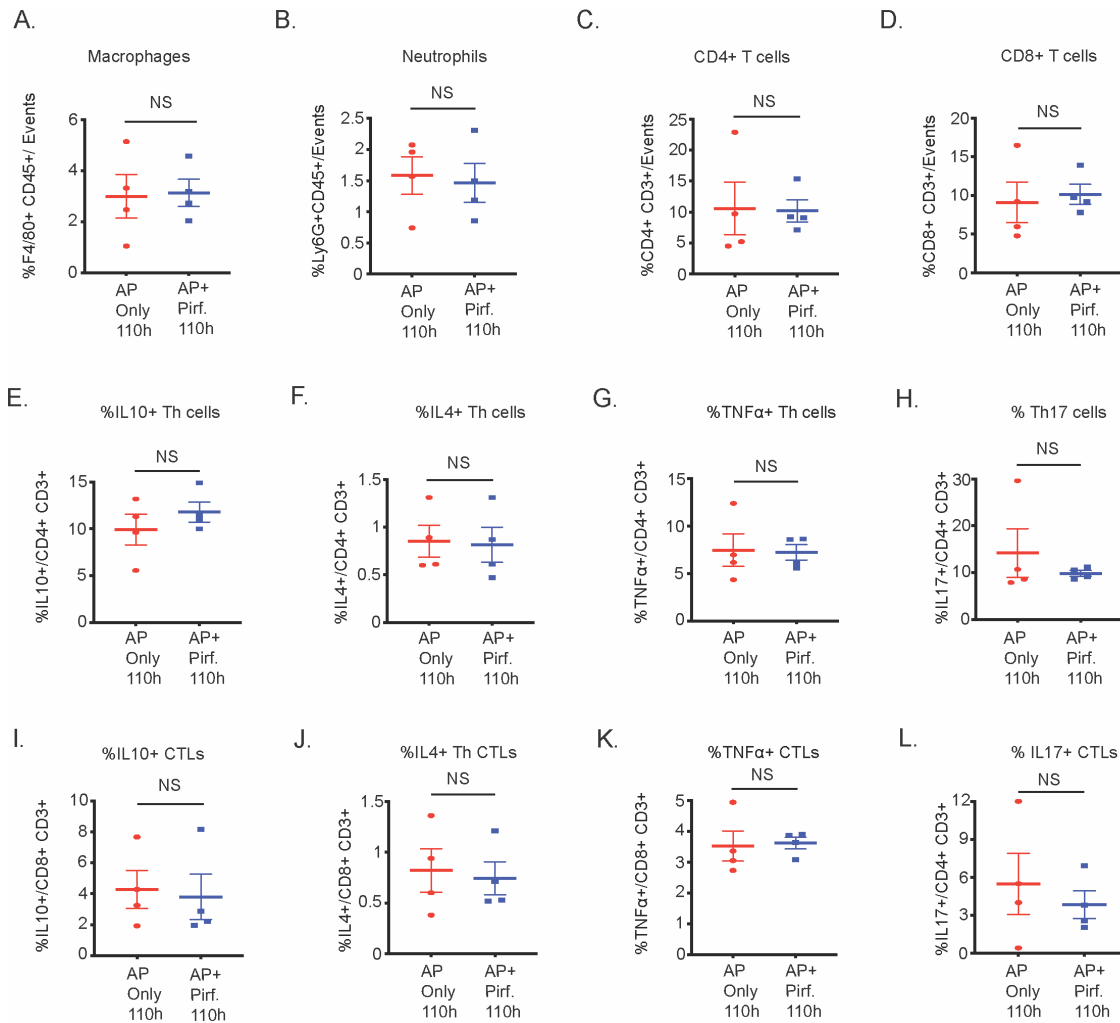 A.
Macrophages
NS
%F4/80+ CD45+/ Events
6
4
2
0
AP
Only
110h
AP+
Pirf.
110h
B.
Neutrophils
NS
%Ly6G+CD45+/Events
2.5
2
1.5
1
0.5
0
AP
Only
110h
AP+
Pirf.
110h
C.
CD4+ T cells
NS
%CD4+ CD3+/Events
25
20
15
10
5
0
AP
Only
110h
AP+
Pirf.
110h
D.
CD8+ T cells
NS
%CD8+ CD3+/Events
20
15
10
5
0
AP
Only
110h
AP+
Pirf.
110h
E.
%IL10+ Th cells
NS
%IL10+/CD4+ CD3+
15
10
5
0
AP
Only
110h
AP+
Pirf.
110h
F.
%IL4+ Th cells
NS
%IL4+/CD4+ CD3+
1.5
1
0.5
0
AP
Only
110h
AP+
Pirf.
110h
G.
%TNFα+ Th cells
NS
%TNFα+/CD4+ CD3+
15
10
5
0
AP
Only
110h
AP+
Pirf.
110h
H.
% Th17 cells
NS
%IL17+/CD4+ CD3+
30
20
10
0
AP
Only
110h
AP+
Pirf.
110h
I.
%IL10+ CTLs
NS
%IL10+/CD8+ CD3+
10
8
6
4
2
0
AP
Only
110h
AP+
Pirf.
110h
J.
%IL4+ Th CTLs
NS
%IL4+/CD8+ CD3+
1.5
1
0.5
0
AP
Only
110h
AP+
Pirf.
110h
K.
%TNFα+ CTLs
NS
%TNFα+/CD8+ CD3+
5
4
3
2
1
0
AP
Only
110h
AP+
Pirf.
110h
L.
% IL17+ CTLs
NS
%IL17+/CD4+ CD3+
12
9
6
3
0
AP
Only
110h
AP+
Pirf.
110h